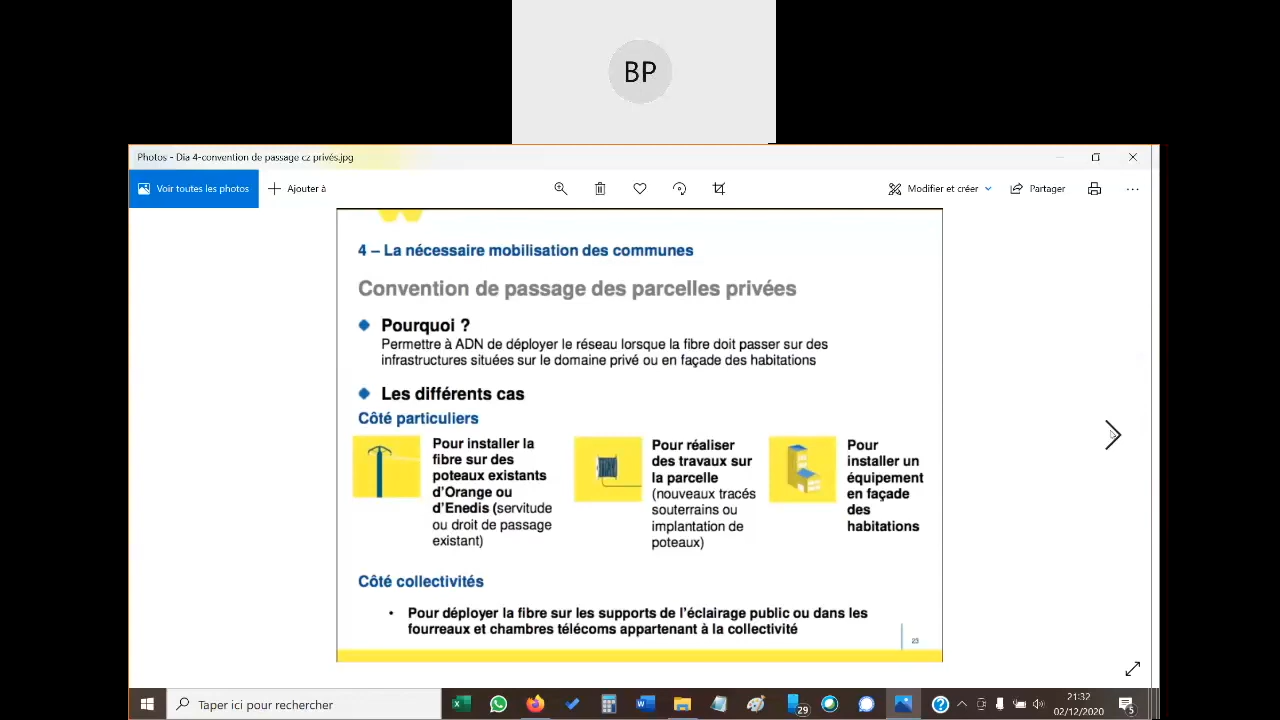 BP
Photos - Dia 4-convention de passage cz privés.jpg
Voir toutes les photos
Ajouter à
Modifier et créer
Partager
4 – La nécessaire mobilisation des communes
Convention de passage des parcelles privées
Pourquoi ?
Permettre à ADN de déployer le réseau lorsque la fibre doit passer sur des
infrastructures situées sur le domaine privé ou en façade des habitations
Les différents cas
Côté particuliers
Pour installer la
fibre sur des
poteaux existants
d'Orange ou
d'Enedis (servitude
ou droit de passage
existant)
Pour réaliser
des travaux sur
la parcelle
(nouveaux tracés
souterrains ou
implantation de
poteaux)
Pour
installer un
équipement
en façade
des
habitations
Côté collectivités
• Pour déployer la fibre sur les supports de l'éclairage public ou dans les
fourreaux et chambres télécoms appartenant à la collectivité
23
Taper ici pour rechercher
29
21:32
02/12/2020
5